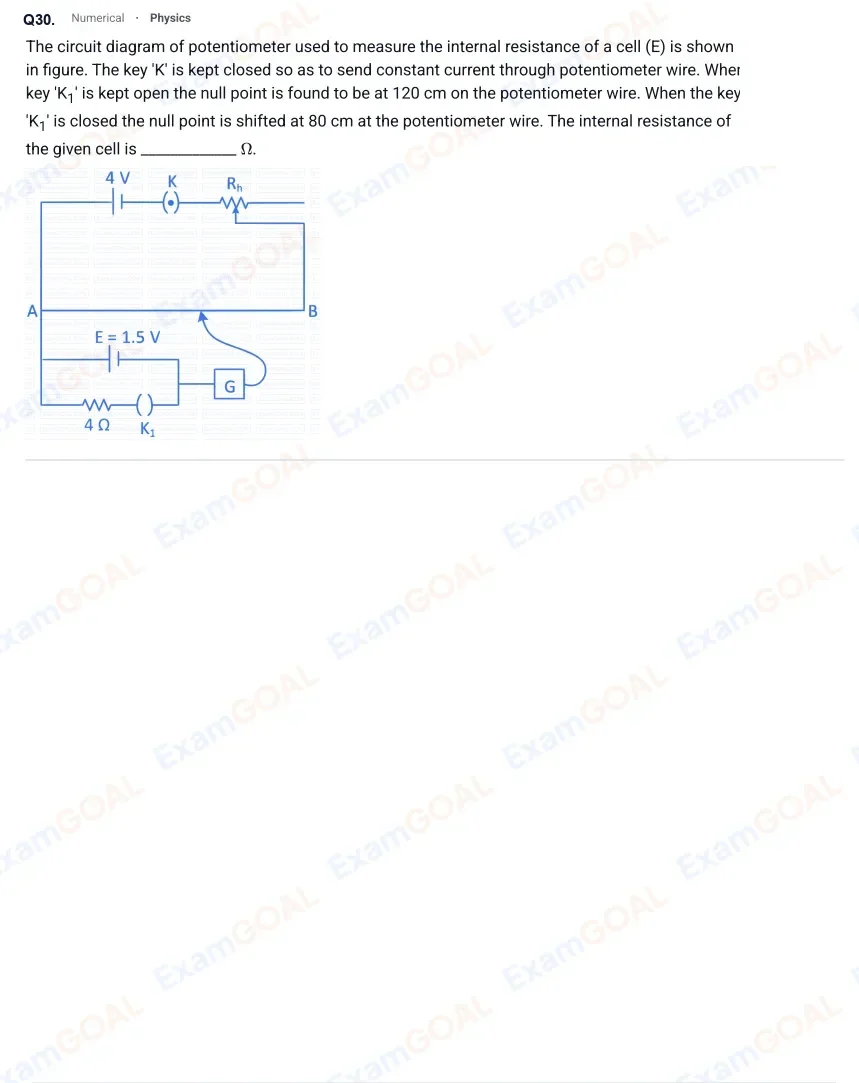 Q30. Numerical · Physics
The circuit diagram of potentiometer used to measure the internal resistance of a cell (E) is shown
in figure. The key 'K' is kept closed so as to send constant current through potentiometer wire. When
key 'K₁' is kept open the null point is found to be at 120 cm on the potentiometer wire. When the key
'K₁' is closed the null point is shifted at 80 cm at the potentiometer wire. The internal resistance of
the given cell is ____________ Ω.
4 V K Rₕ
A B
E = 1.5 V
G
4 Ω K₁
ExamGOAL